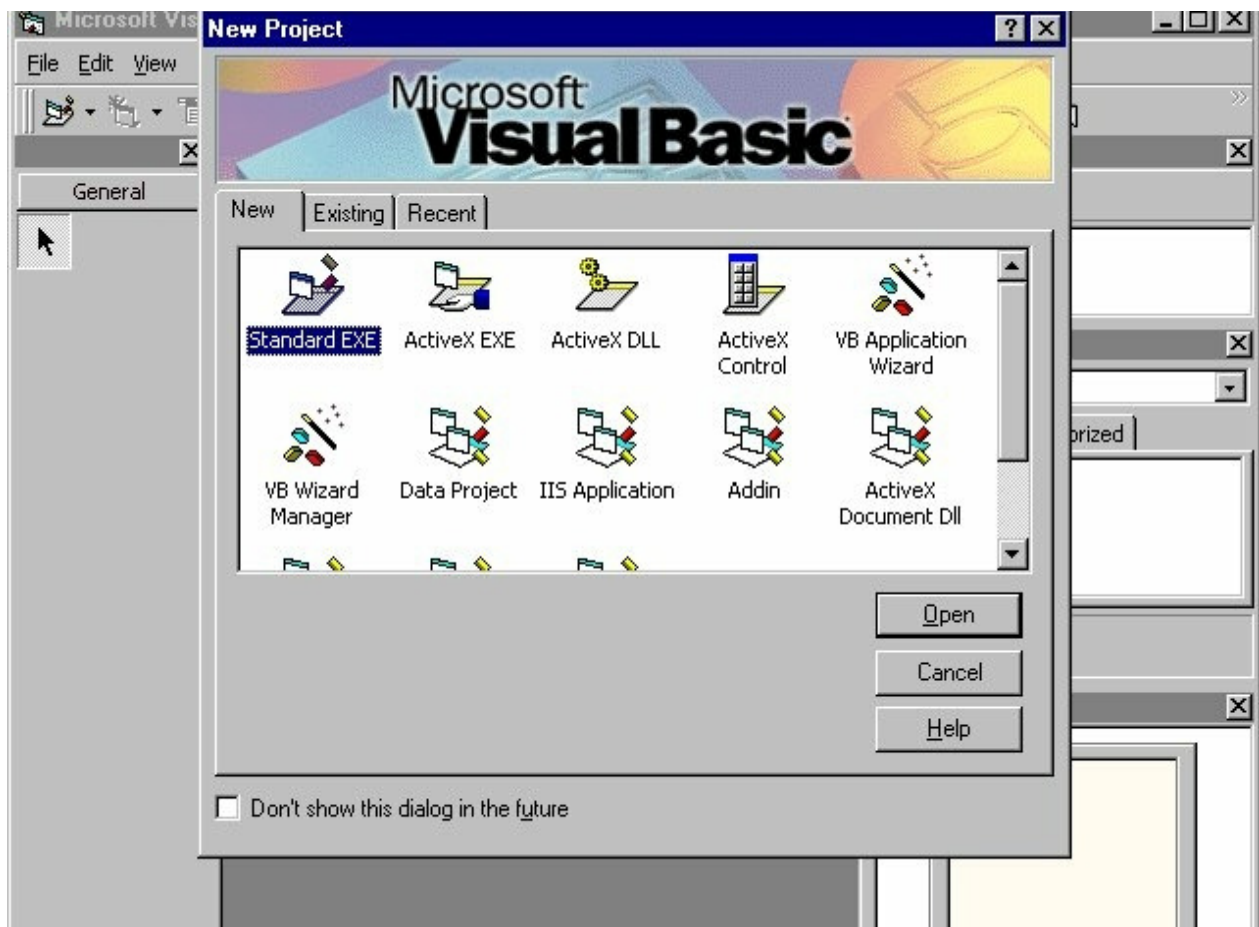 Microsoft Vis
New Project
File Edit View
Microsoft
Visual Basic
General
New Existing Recent
Standard EXE ActiveX EXE ActiveX DLL ActiveX Control VB Application Wizard
VB Wizard Manager Data Project IIS Application Addin ActiveX Document Dll
orized
Open
Cancel
Help
Don't show this dialog in the future